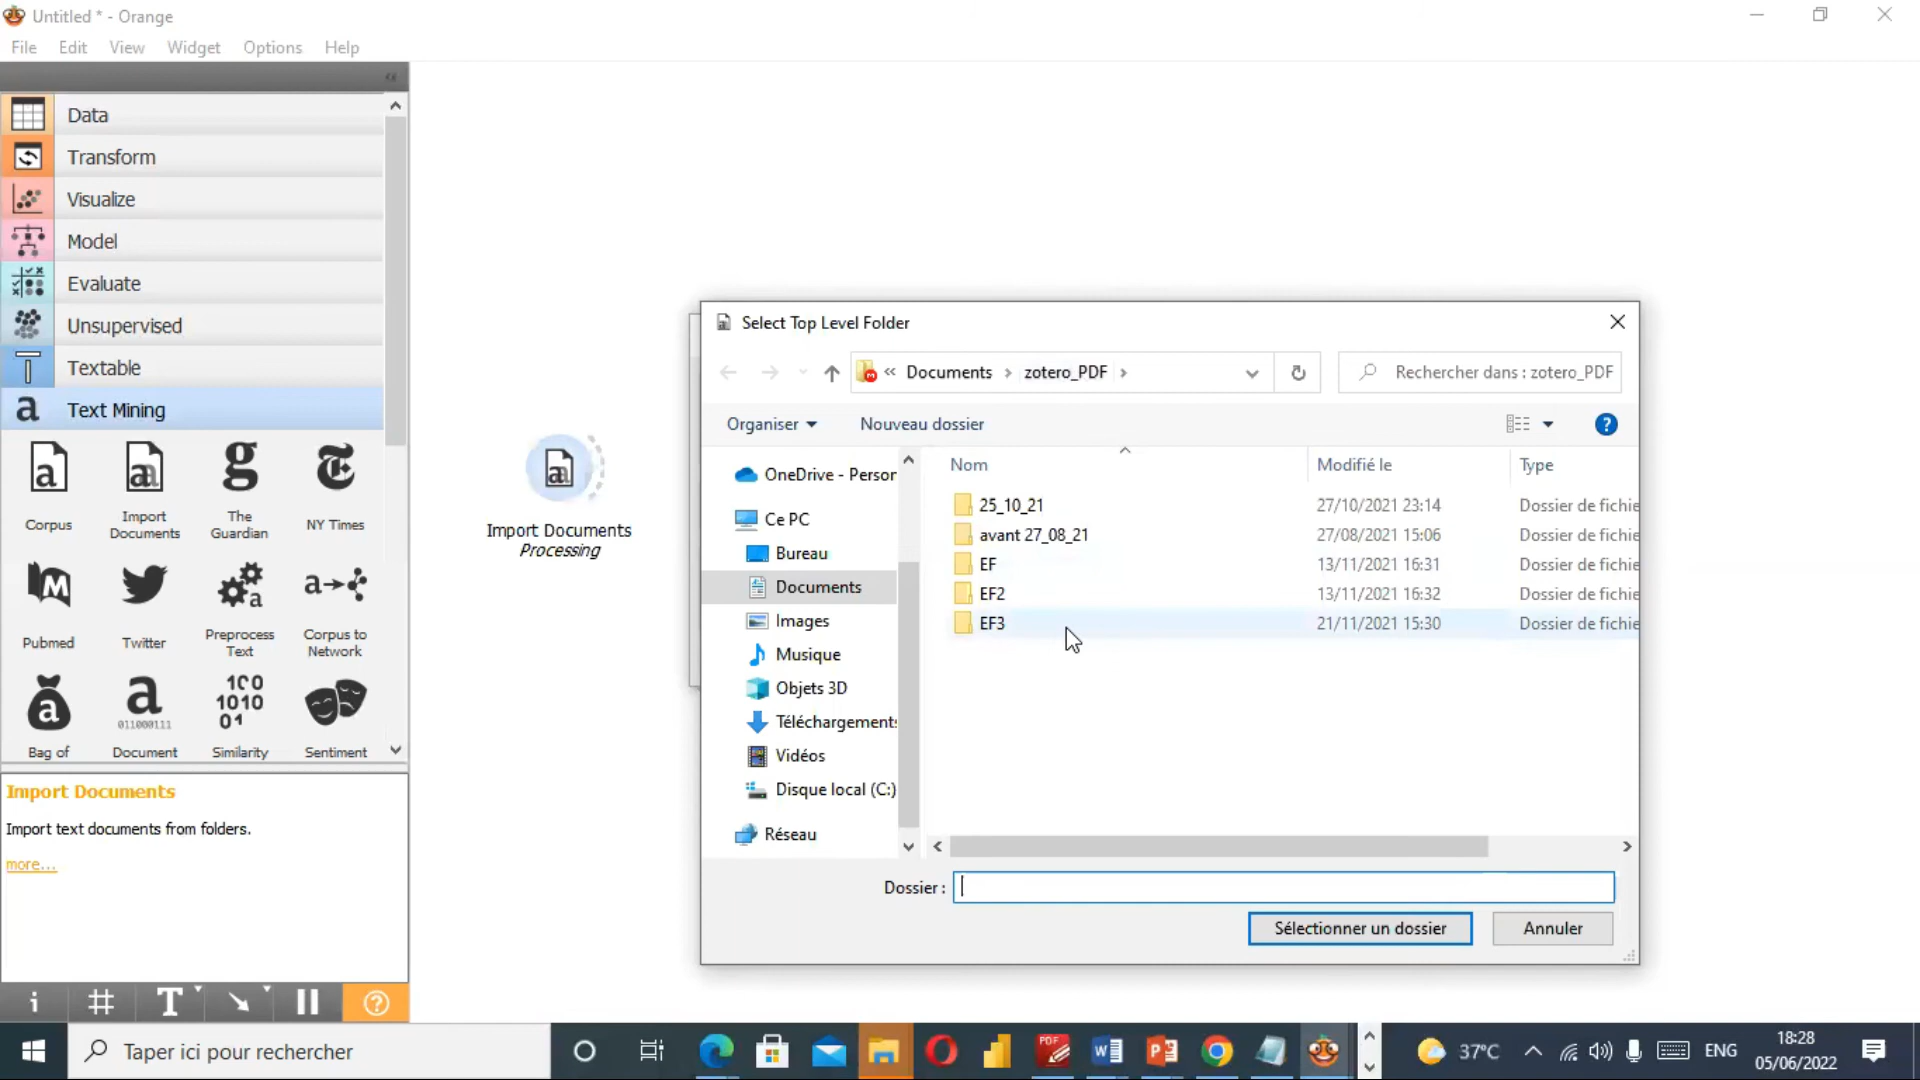 Untitled * - Orange
File Edit View Widget Options Help
Data
Transform
Visualize
Model
Evaluate
Unsupervised
Textable
Text Mining
Corpus
Import Documents
The Guardian
NY Times
Pubmed
Twitter
Preprocess Text
Corpus to Network
Bag of
Document
Similarity
Sentiment
Import Documents
Import text documents from folders.
more...
Import Documents
Processing
Select Top Level Folder
« Documents › zotero_PDF ›
Rechercher dans : zotero_PDF
Organiser
Nouveau dossier
OneDrive - Person
Ce PC
Bureau
Documents
Images
Musique
Objets 3D
Téléchargements
Vidéos
Disque local (C:)
Réseau
Nom Modifié le Type
25_10_21 27/10/2021 23:14 Dossier de fichie
avant 27_08_21 27/08/2021 15:06 Dossier de fichie
EF 13/11/2021 16:31 Dossier de fichie
EF2 13/11/2021 16:32 Dossier de fichie
EF3 21/11/2021 15:30 Dossier de fichie
Dossier :
Sélectionner un dossier
Annuler
Taper ici pour rechercher
37°C
ENG
18:28
05/06/2022